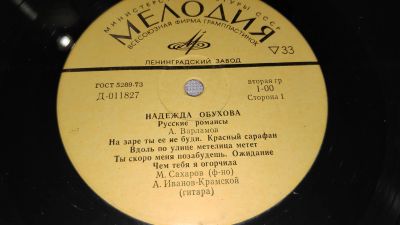 МИНИСТЕРСТВО КУЛЬТУРЫ СССР
МЕЛОДИЯ
ВСЕСОЮЗНАЯ ФИРМА ГРАМПЛАСТИНОК
▽33
ЛЕНИНГРАДСКИЙ ЗАВОД
ГОСТ 5289-73
Д-011827
вторая гр
1-00
Сторона 1
НАДЕЖДА ОБУХОВА
Русские романсы
А. Варламов
На заре ты ее не буди. Красный сарафан
Вдоль по улице метелица метет
Ты скоро меня позабудешь. Ожидание
Чем тебя я огорчила
М. Сахаров (ф-но)
А. Иванов-Крамской
(гитара)